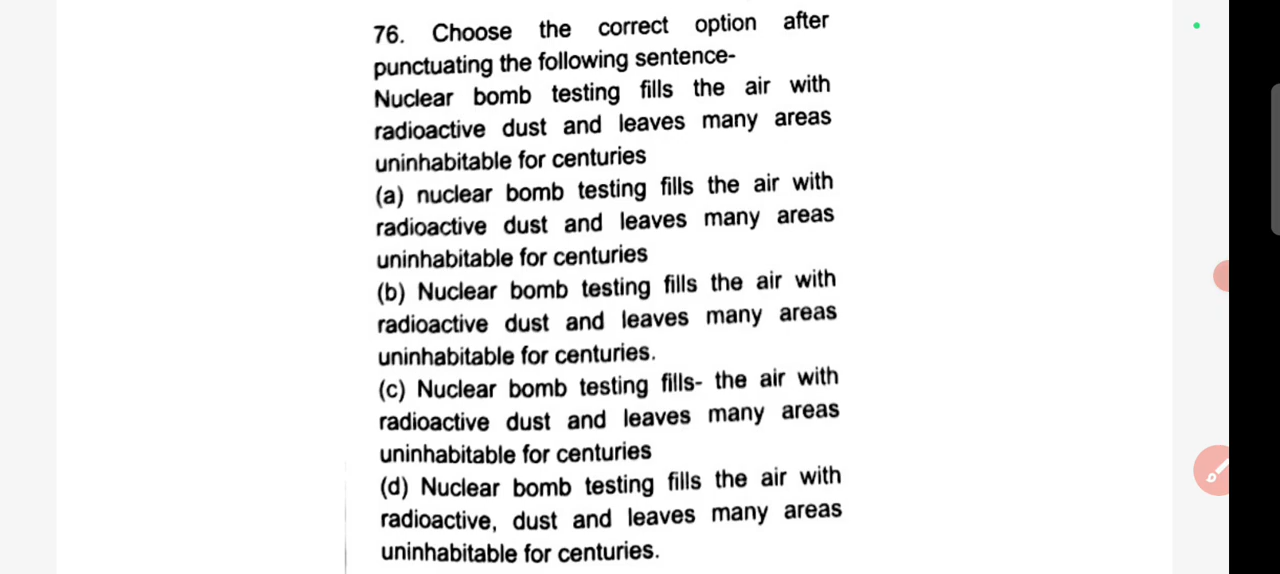 76. Choose the correct option after
punctuating the following sentence-
Nuclear bomb testing fills the air with
radioactive dust and leaves many areas
uninhabitable for centuries
(a) nuclear bomb testing fills the air with
radioactive dust and leaves many areas
uninhabitable for centuries
(b) Nuclear bomb testing fills the air with
radioactive dust and leaves many areas
uninhabitable for centuries.
(c) Nuclear bomb testing fills- the air with
radioactive dust and leaves many areas
uninhabitable for centuries
(d) Nuclear bomb testing fills the air with
radioactive, dust and leaves many areas
uninhabitable for centuries.